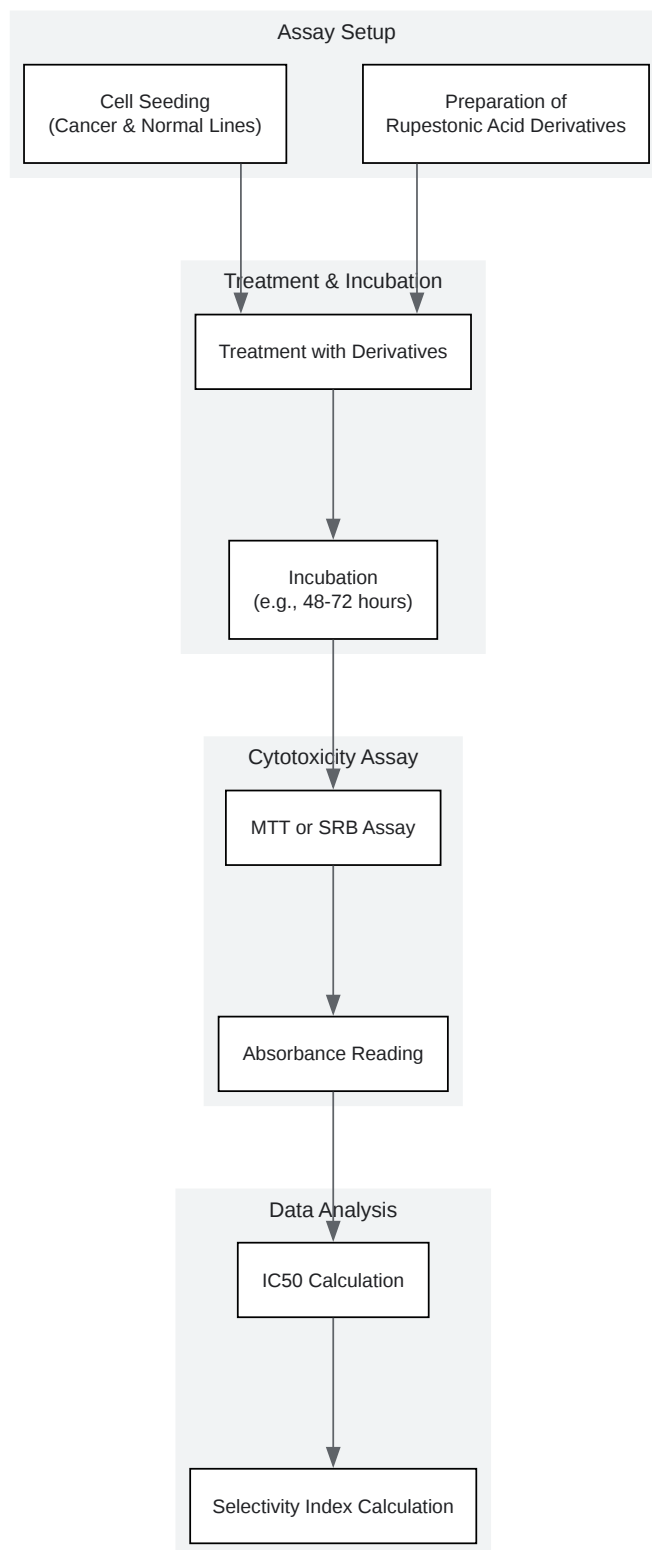 Assay Setup
Cell Seeding
(Cancer & Normal Lines)
Preparation of
Rupestonic Acid Derivatives
Treatment & Incubation
Treatment with Derivatives
Incubation
(e.g., 48-72 hours)
Cytotoxicity Assay
MTT or SRB Assay
Absorbance Reading
Data Analysis
IC50 Calculation
Selectivity Index Calculation